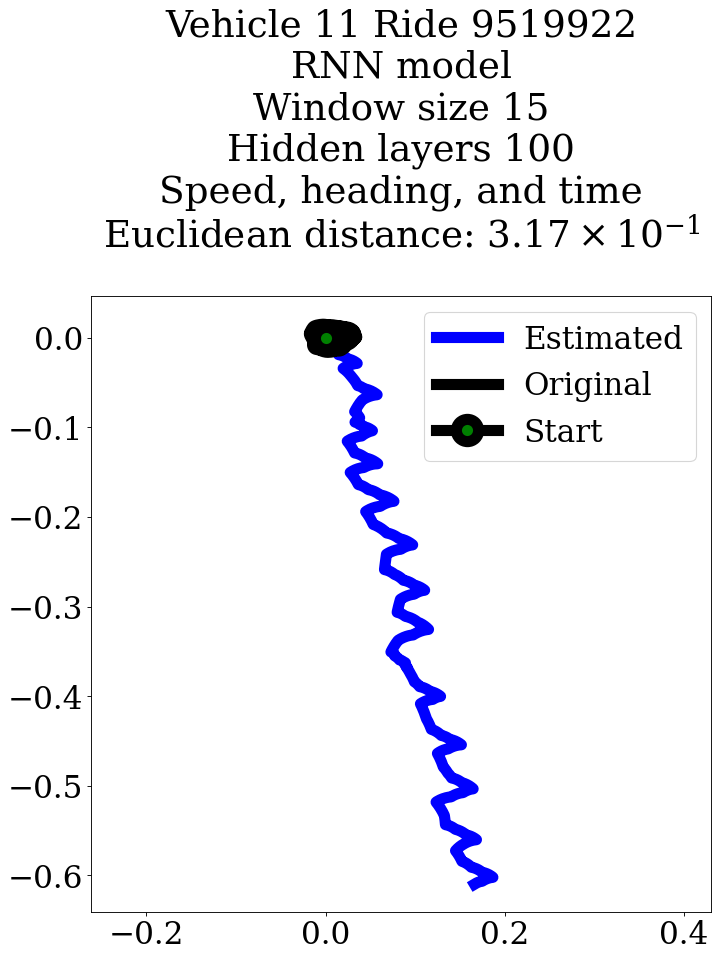 Vehicle 11 Ride 9519922
RNN model
Window size 15
Hidden layers 100
Speed, heading, and time
Euclidean distance: 3.17 × 10⁻¹
Estimated
Original
Start
0.0
−0.1
−0.2
−0.3
−0.4
−0.5
−0.6
−0.2 0.0 0.2 0.4